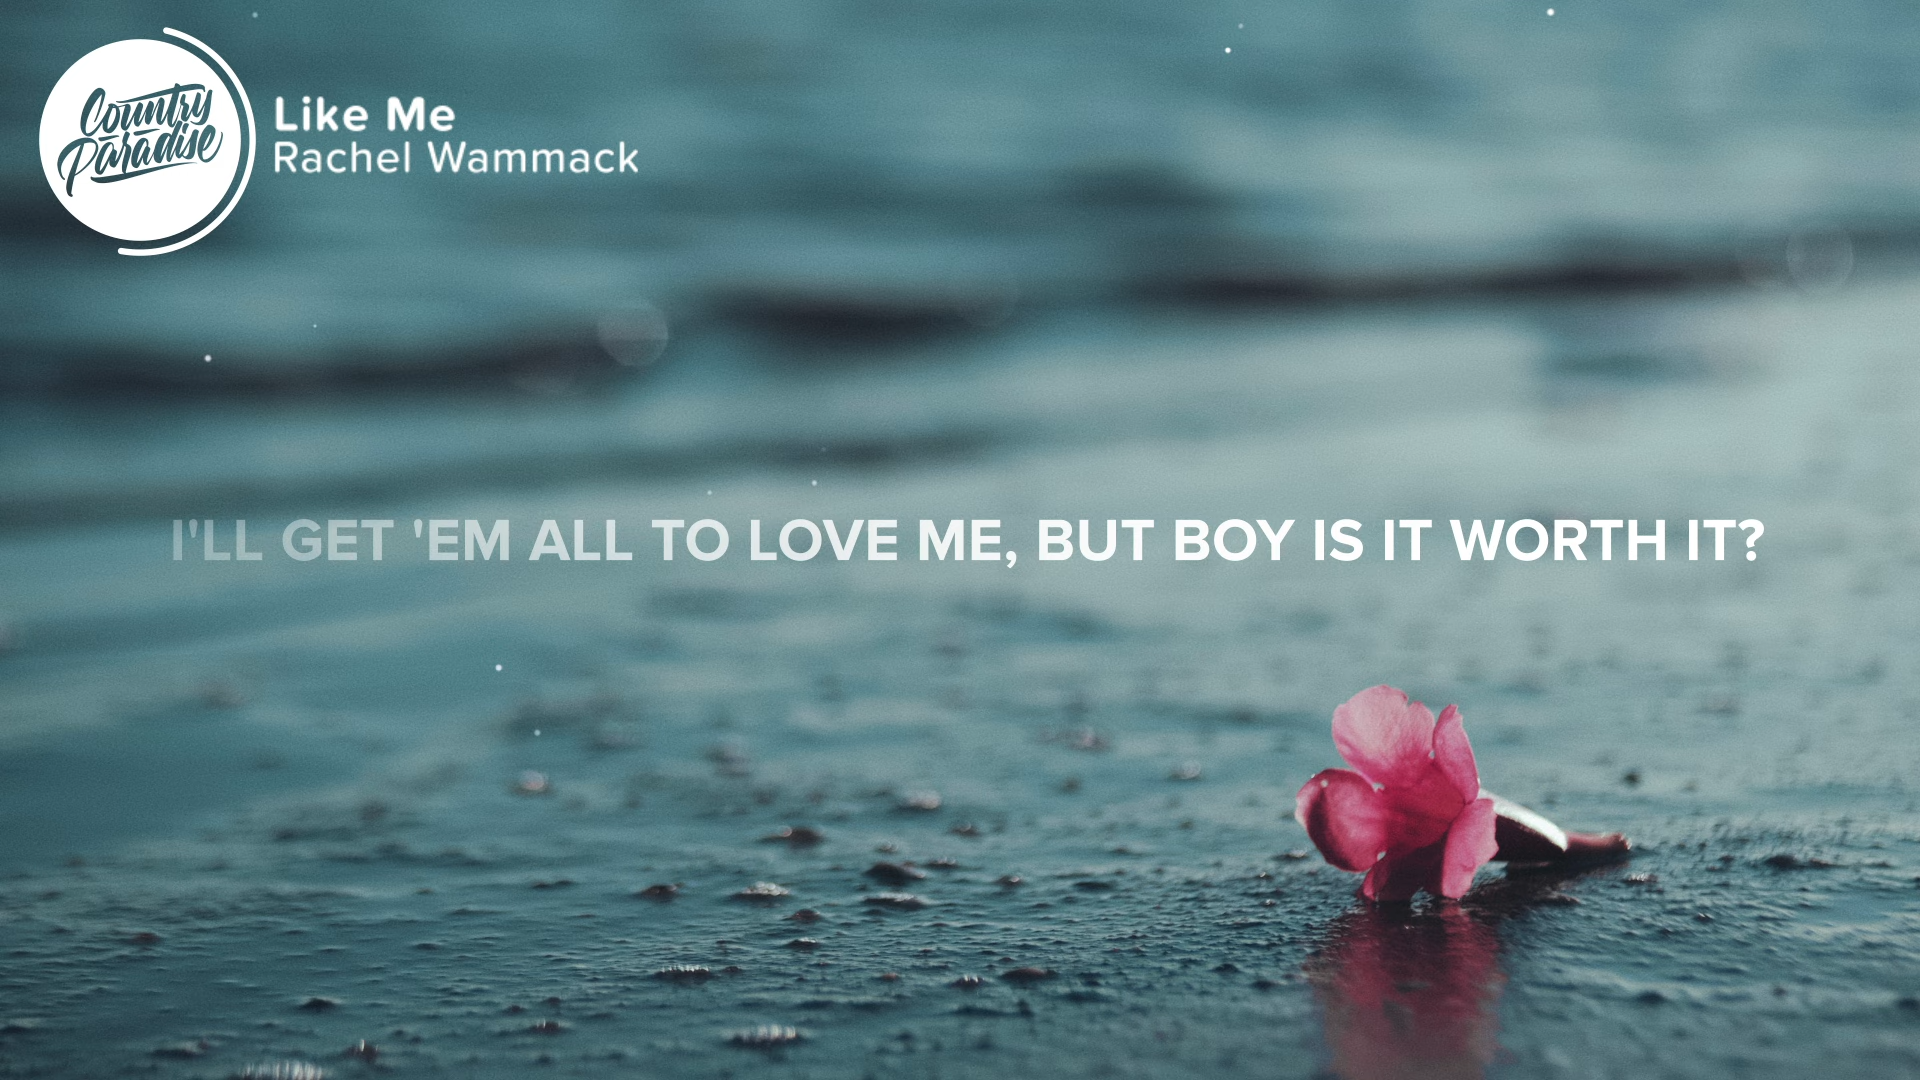 Country
Paradise
Like Me
Rachel Wammack
I'LL GET 'EM ALL TO LOVE ME, BUT BOY IS IT WORTH IT?